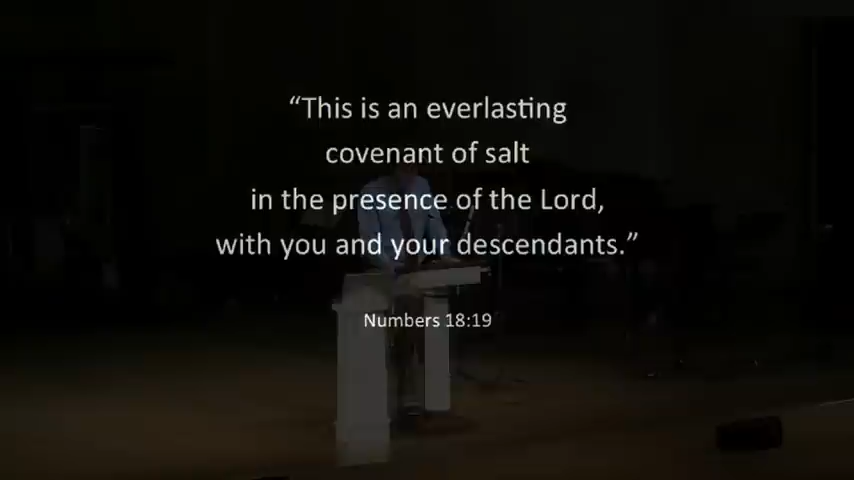 “This is an everlasting
covenant of salt
in the presence of the Lord,
with you and your descendants.”
Numbers 18:19